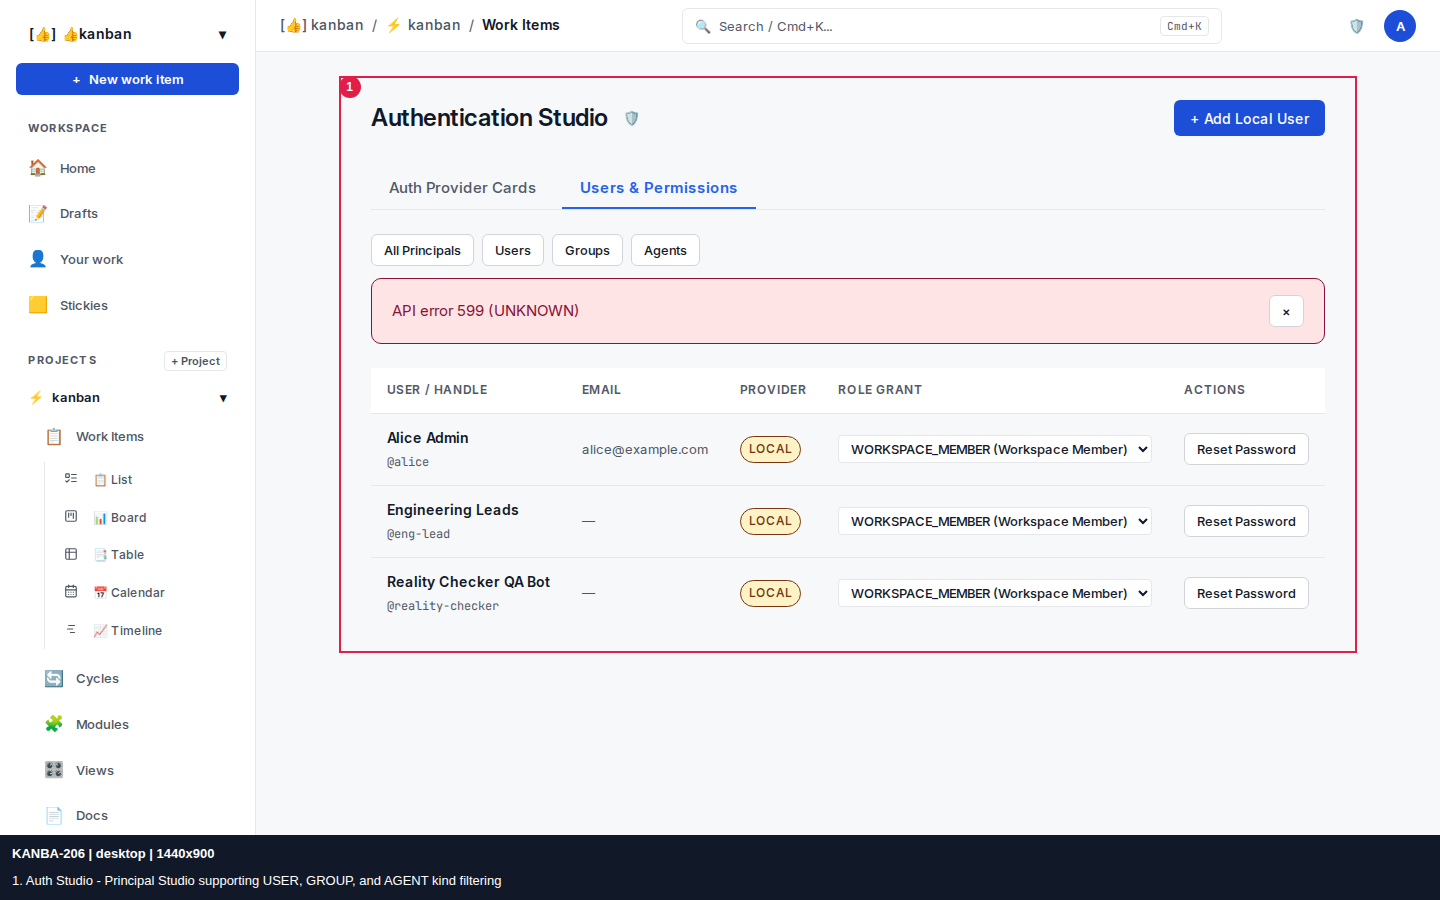 [👍] 👍kanban ▼
+ New work item
WORKSPACE
🏠 Home
📝 Drafts
👤 Your work
🟨 Stickies
PROJECTS + Project
⚡ kanban ▼
📋 Work Items
📋 List
📊 Board
📑 Table
📅 Calendar
📈 Timeline
🔄 Cycles
🧩 Modules
🎛️ Views
📄 Docs
[👍] kanban / ⚡ kanban / Work Items
🔍 Search / Cmd+K... Cmd+K
🛡️ A
1
Authentication Studio 🛡️
+ Add Local User
Auth Provider Cards Users & Permissions
All Principals Users Groups Agents
API error 599 (UNKNOWN) ×
USER / HANDLE EMAIL PROVIDER ROLE GRANT ACTIONS
Alice Admin
@alice alice@example.com LOCAL WORKSPACE_MEMBER (Workspace Member) Reset Password
Engineering Leads
@eng-lead — LOCAL WORKSPACE_MEMBER (Workspace Member) Reset Password
Reality Checker QA Bot
@reality-checker — LOCAL WORKSPACE_MEMBER (Workspace Member) Reset Password
KANBA-206 | desktop | 1440x900
1. Auth Studio - Principal Studio supporting USER, GROUP, and AGENT kind filtering